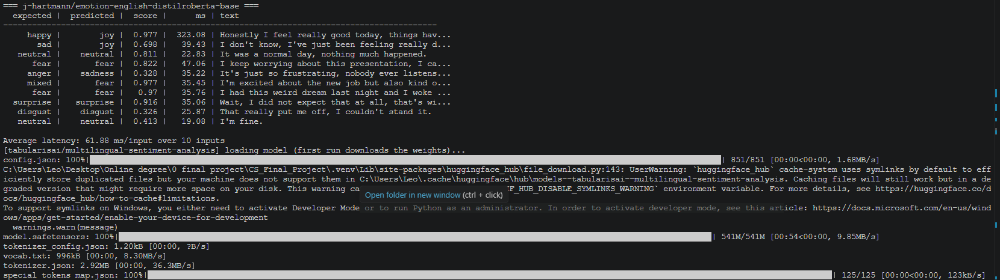 === j-hartmann/emotion-english-distilroberta-base ===
expected | predicted | score | ms | text
------------------------------------------------------------------------------------------
happy | joy | 0.977 | 323.08 | Honestly I feel really good today, things hav...
sad | joy | 0.698 | 39.43 | I don't know, I've just been feeling really d...
neutral | neutral | 0.811 | 22.83 | It was a normal day, nothing much happened.
fear | fear | 0.822 | 47.06 | I keep worrying about this presentation, I ca...
anger | sadness | 0.328 | 35.22 | It's just so frustrating, nobody ever listens...
mixed | fear | 0.977 | 35.45 | I'm excited about the new job but also kind o...
fear | fear | 0.97 | 35.76 | I had this weird dream last night and I woke ...
surprise | surprise | 0.916 | 35.06 | Wait, I did not expect that at all, that's wi...
disgust | disgust | 0.326 | 25.87 | That really put me off, I couldn't stand it.
neutral | neutral | 0.413 | 19.08 | I'm fine.
Average latency: 61.88 ms/input over 10 inputs
[tabularisai/multilingual-sentiment-analysis] loading model (first run downloads the weights)...
config.json: 100%| | 851/851 [00:00<00:00, 1.68MB/s]
C:\Users\Leo\Desktop\Online degree\0 final project\CS_Final_Project\.venv\Lib\site-packages\huggingface_hub\file_download.py:143: UserWarning: `huggingface_hub` cache-system uses symlinks by default to eff
iciently store duplicated files but your machine does not support them in C:\Users\Leo\.cache\huggingface\hub\models--tabularisai--multilingual-sentiment-analysis. Caching files will still work but in a de
graded version that might require more space on your disk. This warning ca F_HUB_DISABLE_SYMLINKS_WARNING` environment variable. For more details, see https://huggingface.co/d
Open folder in new window (ctrl + click)
ocs/huggingface_hub/how-to-cache#limitations.
To support symlinks on Windows, you either need to activate Developer Mode or to run Python as an administrator. In order to activate developer mode, see this article: https://docs.microsoft.com/en-us/wind
ows/apps/get-started/enable-your-device-for-development
warnings.warn(message)
model.safetensors: 100%| | 541M/541M [00:54<00:00, 9.85MB/s]
tokenizer_config.json: 1.20kB [00:00, ?B/s]
vocab.txt: 996kB [00:00, 8.30MB/s]
tokenizer.json: 2.92MB [00:00, 36.3MB/s]
special tokens map.json: 100%| | 125/125 [00:00<00:00, 123kB/s]